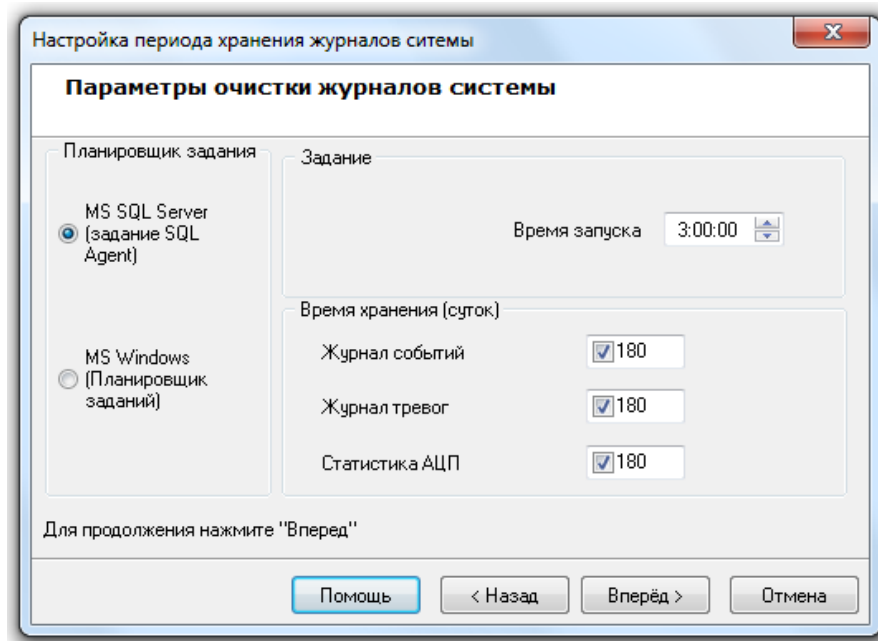 Настройка периода хранения журналов ситемы
Параметры очистки журналов системы
Планировщик задания
MS SQL Server
(задание SQL
Agent)
MS Windows
(Планировщик
заданий)
Задание
Время запуска 3:00:00
Время хранения (суток)
Журнал событий 180
Журнал тревог 180
Статистика АЦП 180
Для продолжения нажмите "Вперед"
Помощь < Назад Вперёд > Отмена